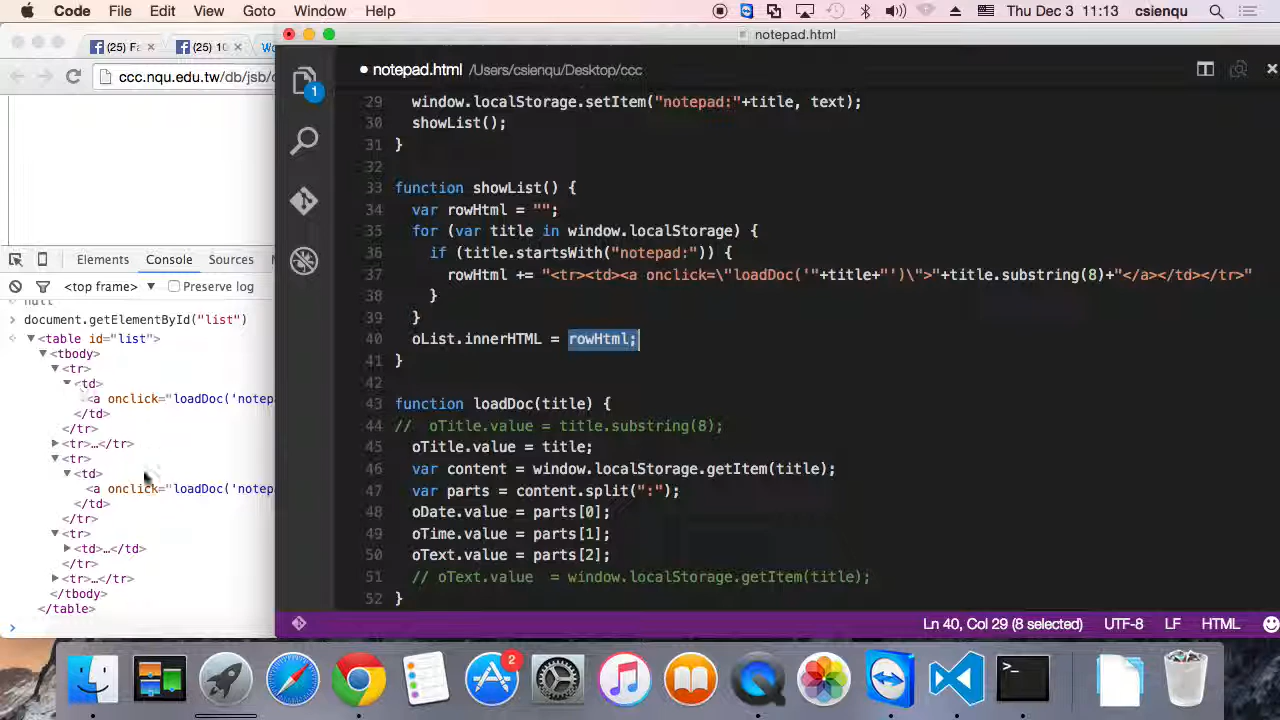 Code File Edit View Goto Window Help Thu Dec 3 11:13 csienqu
(25) Fa
(25) 10
ccc.nqu.edu.tw/db/jsb/
Elements Console Sources
<top frame> Preserve log
null
document.getElementById("list")
<table id="list">
<tbody>
<tr>
<td>
<a onclick="loadDoc('notepa
</td>
</tr>
<tr>…</tr>
<tr>
<td>
<a onclick="loadDoc('notepa
</td>
</tr>
<tr>
<td>…</td>
</tr>
<tr>…</tr>
</tbody>
</table>
notepad.html
1
notepad.html /Users/csienqu/Desktop/ccc
29 window.localStorage.setItem("notepad:"+title, text);
30 showList();
31 }
32
33 function showList() {
34 var rowHtml = "";
35 for (var title in window.localStorage) {
36 if (title.startsWith("notepad:")) {
37 rowHtml += "<tr><td><a onclick=\"loadDoc('"+title+"')\">"+title.substring(8)+"</a></td></tr>"
38 }
39 }
40 oList.innerHTML = rowHtml;
41 }
42
43 function loadDoc(title) {
44 // oTitle.value = title.substring(8);
45 oTitle.value = title;
46 var content = window.localStorage.getItem(title);
47 var parts = content.split(":");
48 oDate.value = parts[0];
49 oTime.value = parts[1];
50 oText.value = parts[2];
51 // oText.value  = window.localStorage.getItem(title);
52 }
Ln 40, Col 29 (8 selected) UTF-8 LF HTML
2